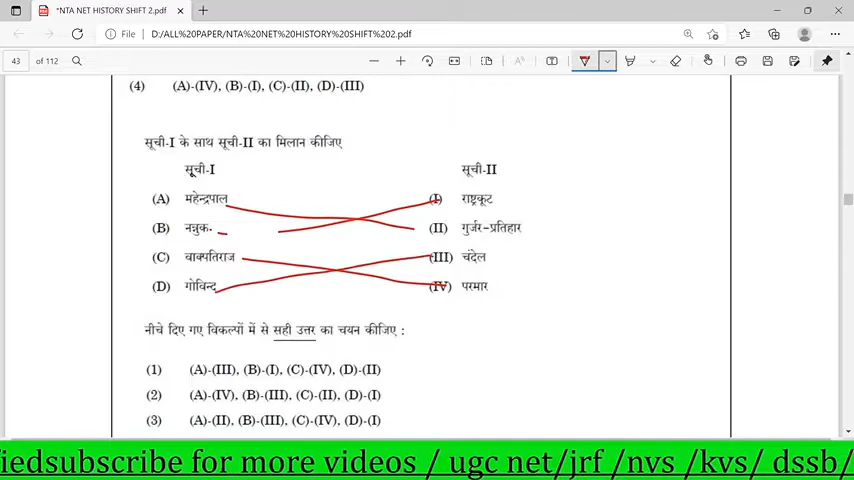 *NTA NET HISTORY SHIFT 2.pdf
File
D:/ALL%20PAPER/NTA%20NET%20HISTORY%20SHIFT%202.pdf
43 of 112
(4) (A)-(IV), (B)-(I), (C)-(II), (D)-(III)
सूची-I के साथ सूची-II का मिलान कीजिए
सूची-I सूची-II
(A) महेन्द्रपाल (I) राष्ट्रकूट
(B) नन्नुक. (II) गुर्जर-प्रतिहार
(C) वाक्पतिराज (III) चंदेल
(D) गोविन्द (IV) परमार
नीचे दिए गए विकल्पों में से सही उत्तर का चयन कीजिए :
(1) (A)-(III), (B)-(I), (C)-(IV), (D)-(II)
(2) (A)-(IV), (B)-(III), (C)-(II), (D)-(I)
(3) (A)-(II), (B)-(III), (C)-(IV), (D)-(I)
iedsubscribe for more videos / ugc net/jrf /nvs /kvs/ dssb/